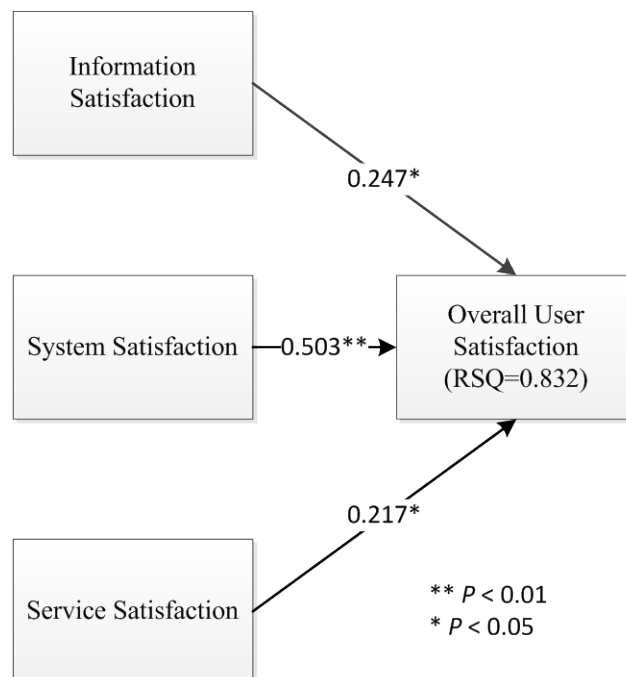 Information
Satisfaction
0.247*
System Satisfaction
0.503**
Overall User
Satisfaction
(RSQ=0.832)
0.217*
Service Satisfaction
** P < 0.01
* P < 0.05